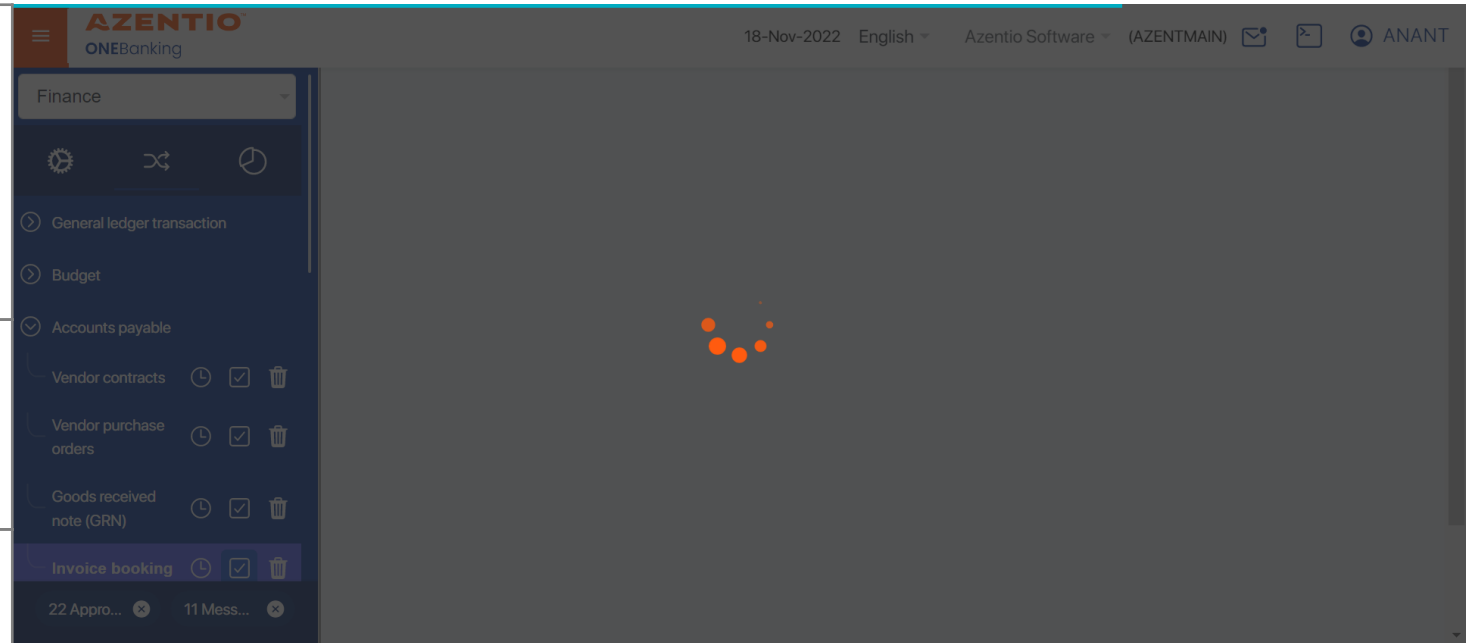 AZENTIO
ONEBanking
18-Nov-2022 English Azentio Software (AZENTMAIN) ANANT
Finance
General ledger transaction
Budget
Accounts payable
Vendor contracts
Vendor purchase
orders
Goods received
note (GRN)
Invoice booking
22 Appro... 11 Mess...